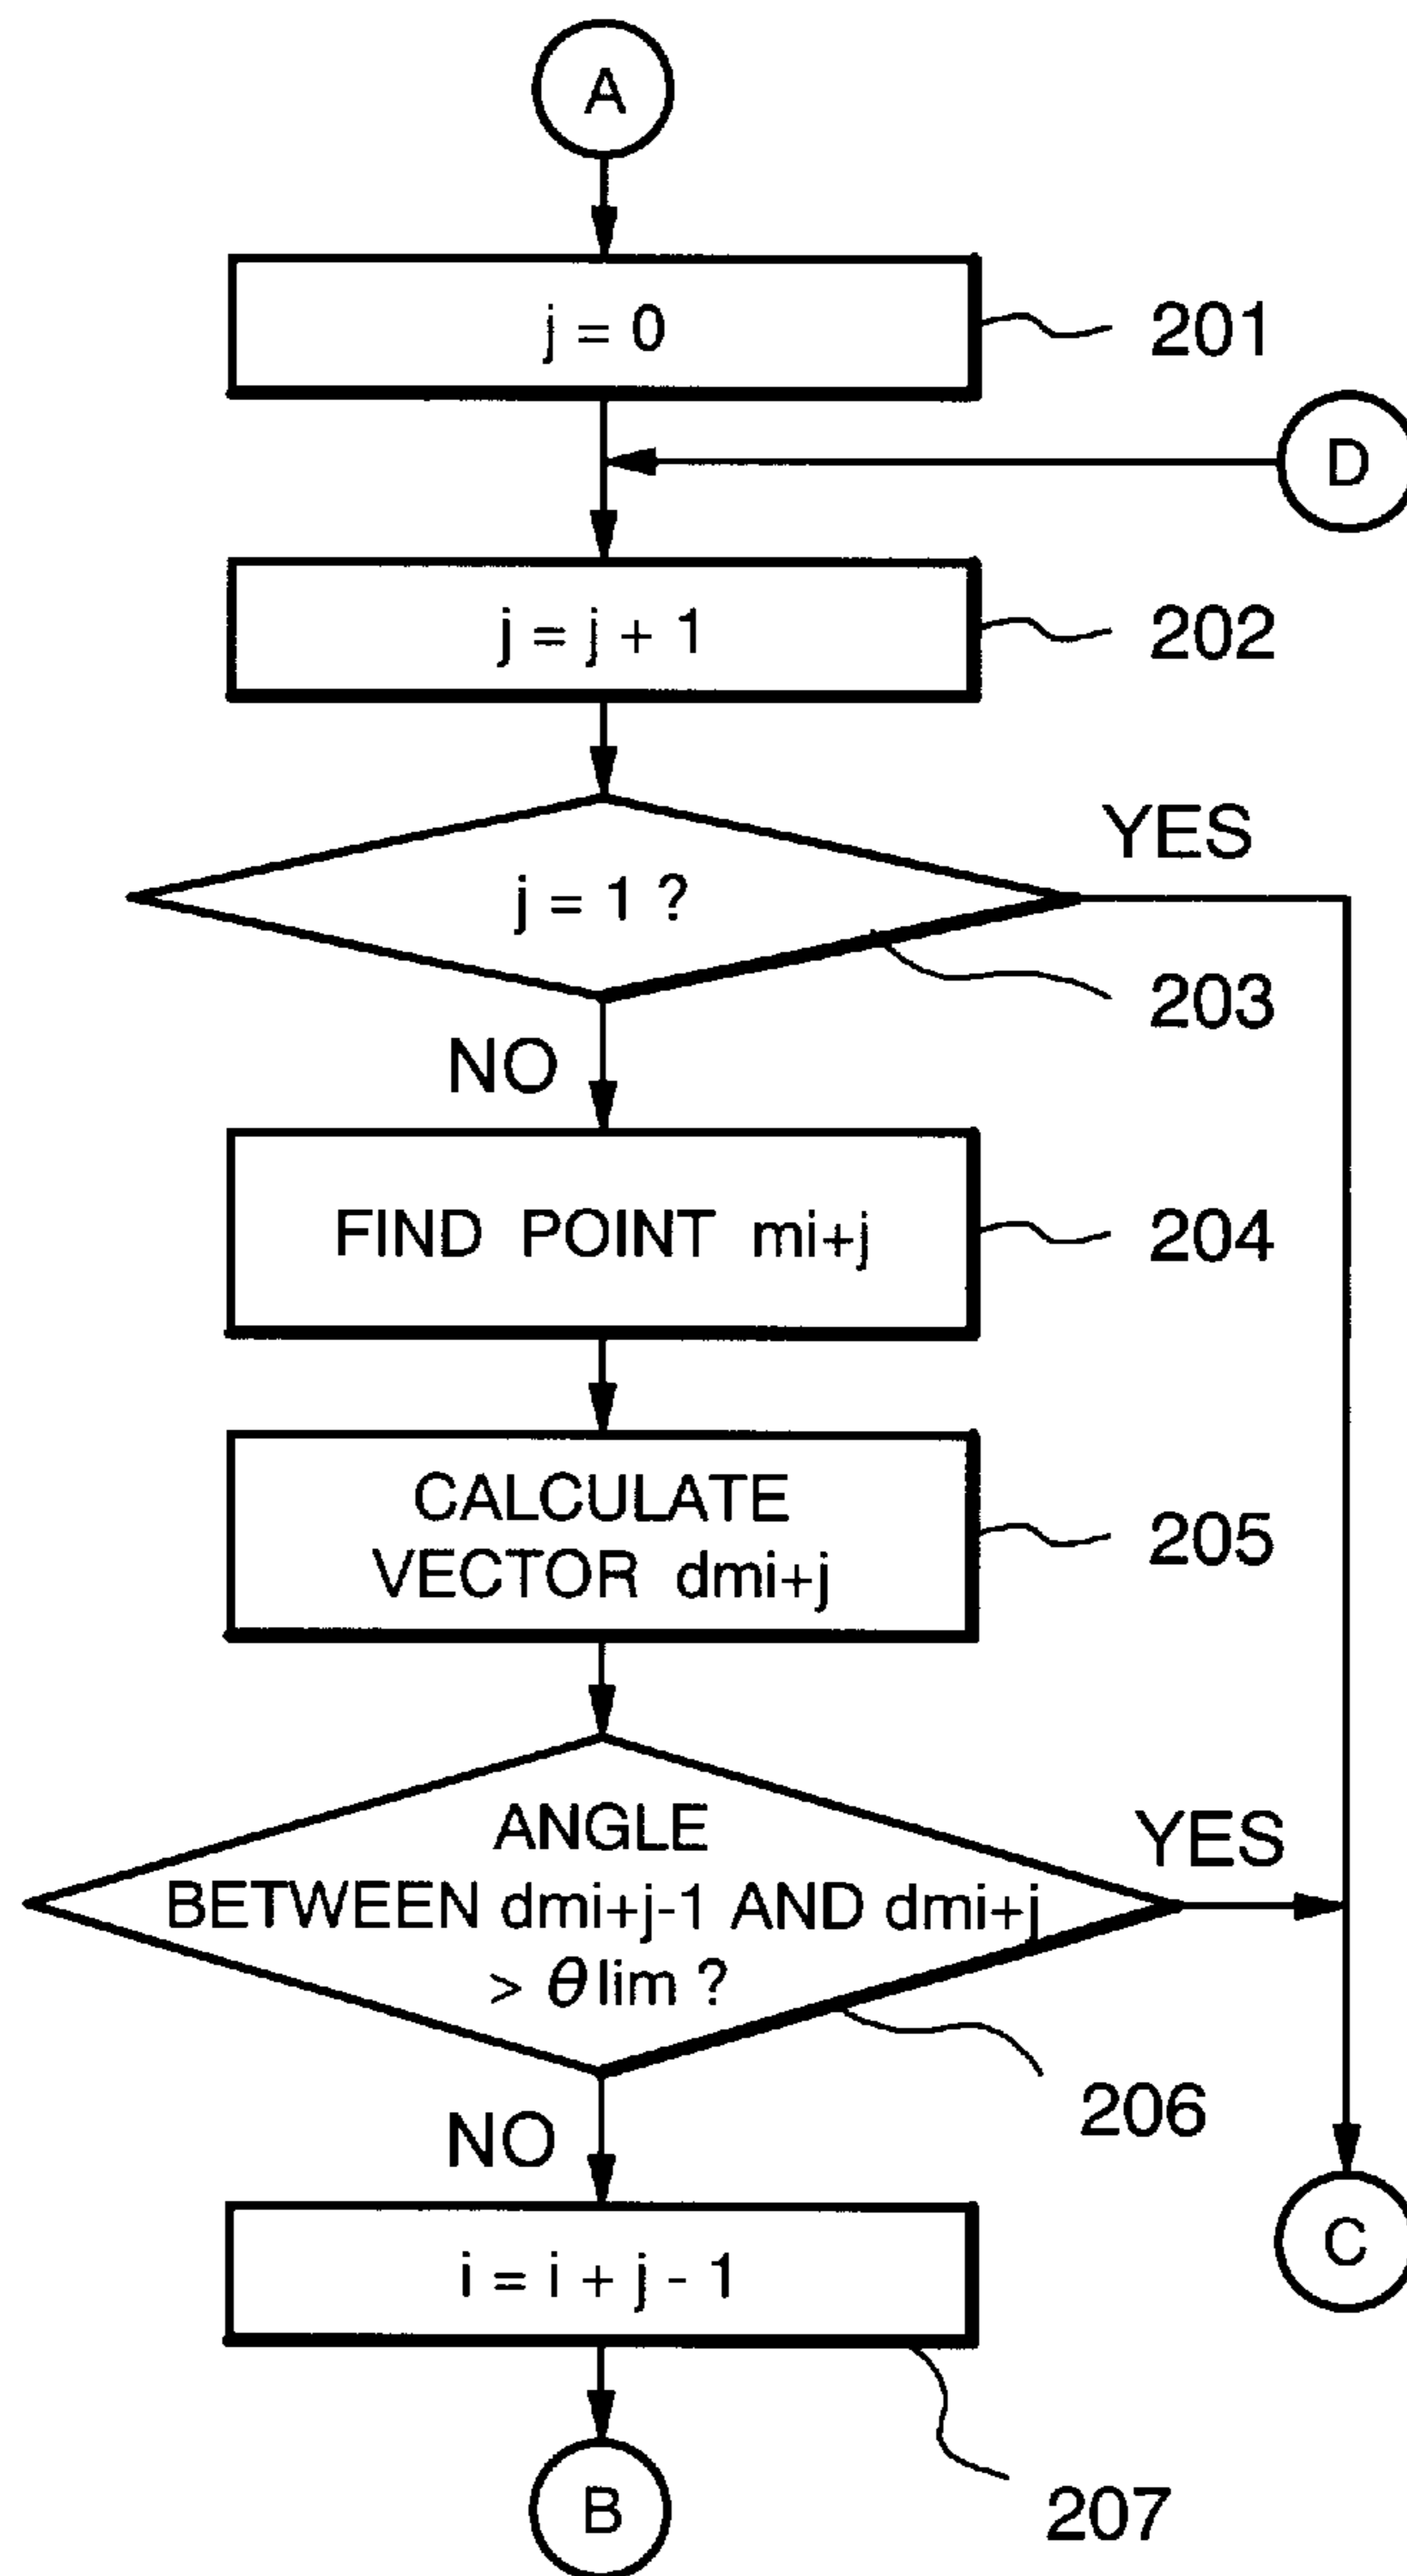 A
j = 0
201
D
j = j + 1
202
YES
j = 1 ?
203
NO
FIND POINT mi+j
204
CALCULATE
VECTOR dmi+j
205
ANGLE
YES
BETWEEN dmi+j-1 AND dmi+j
> θ lim ?
206
NO
C
i = i + j - 1
B
207